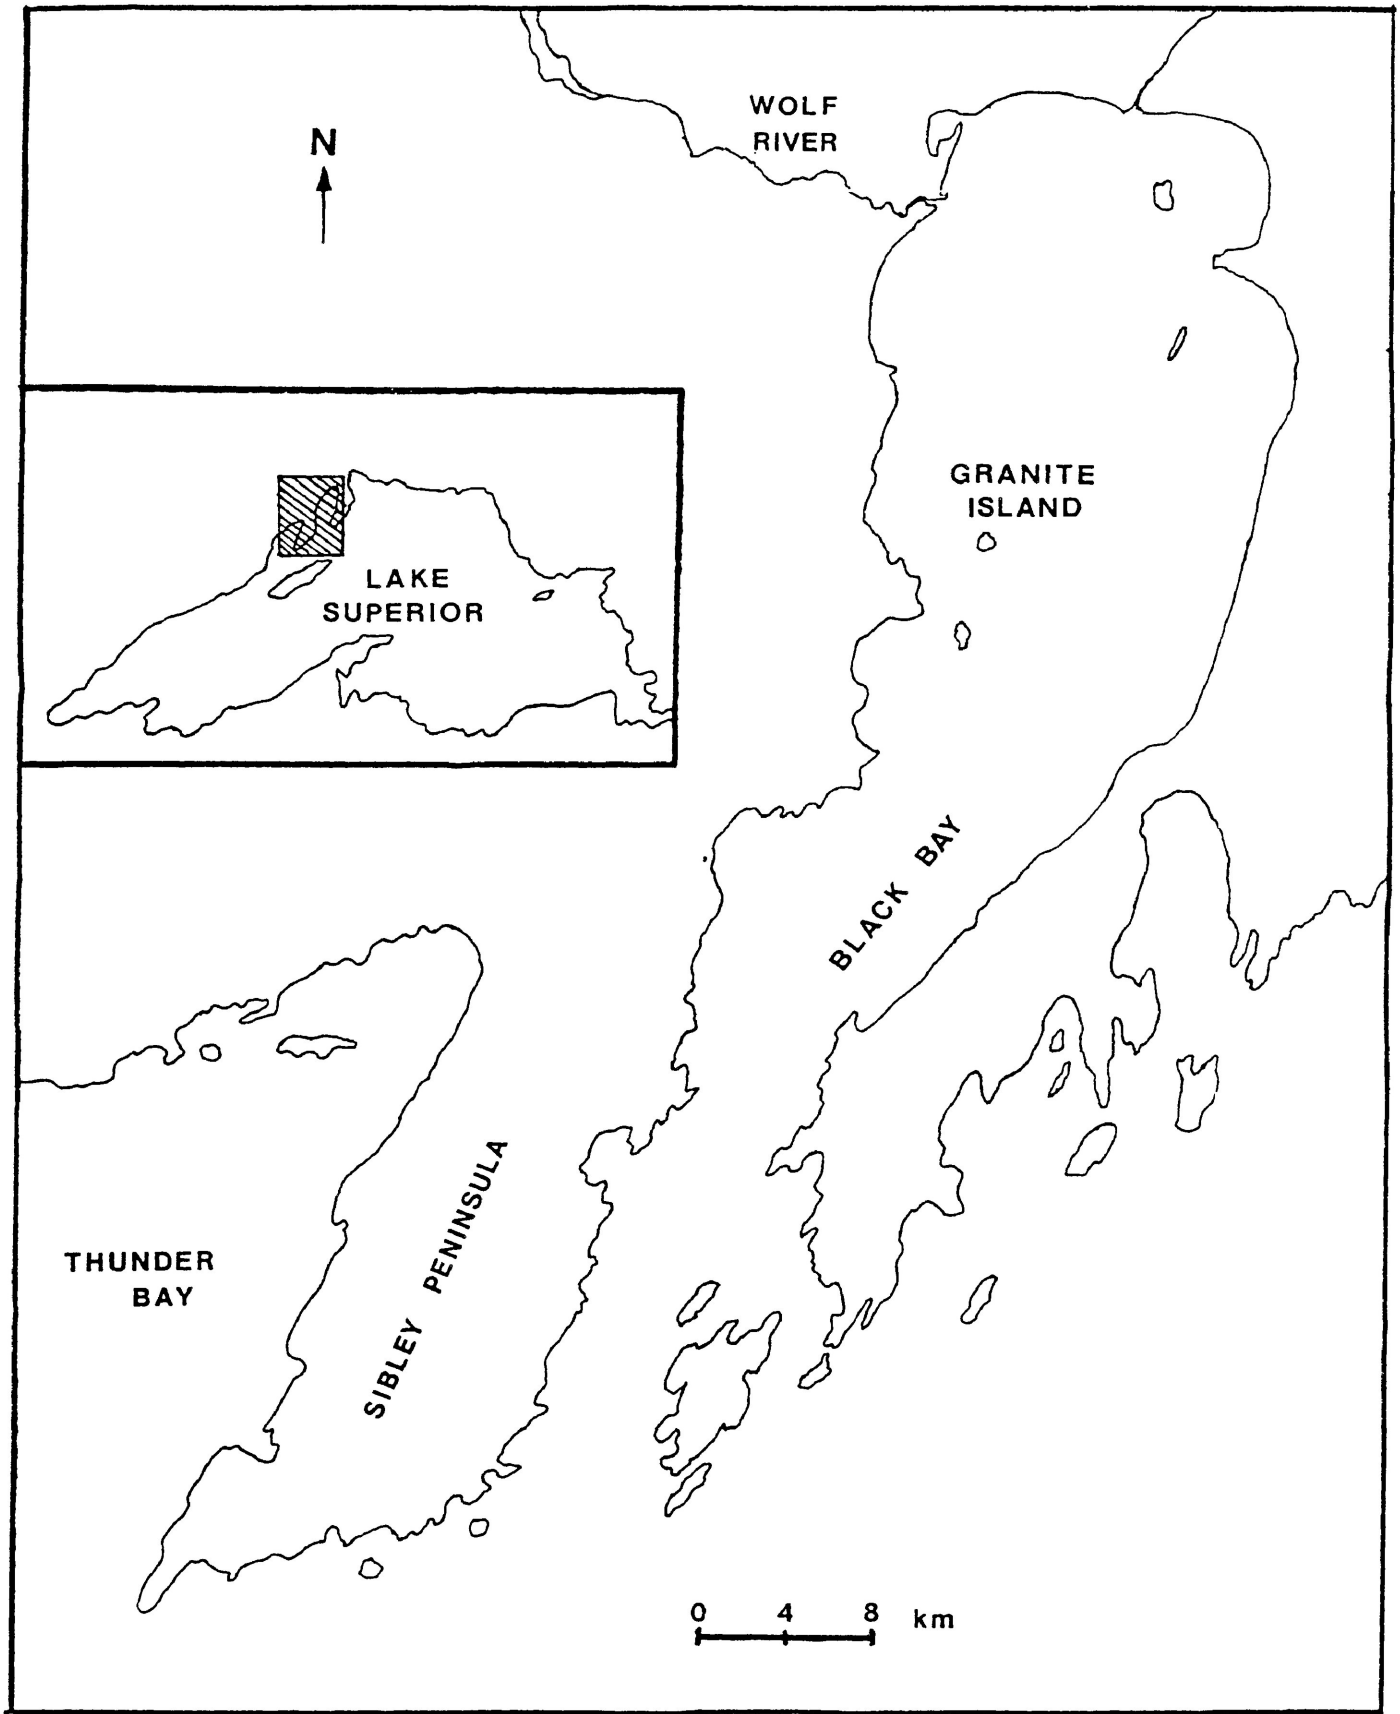 WOLF
RIVER
N
GRANITE
ISLAND
LAKE
SUPERIOR
BLACK BAY
SIBLEY PENINSULA
THUNDER
BAY
0 4 8 km